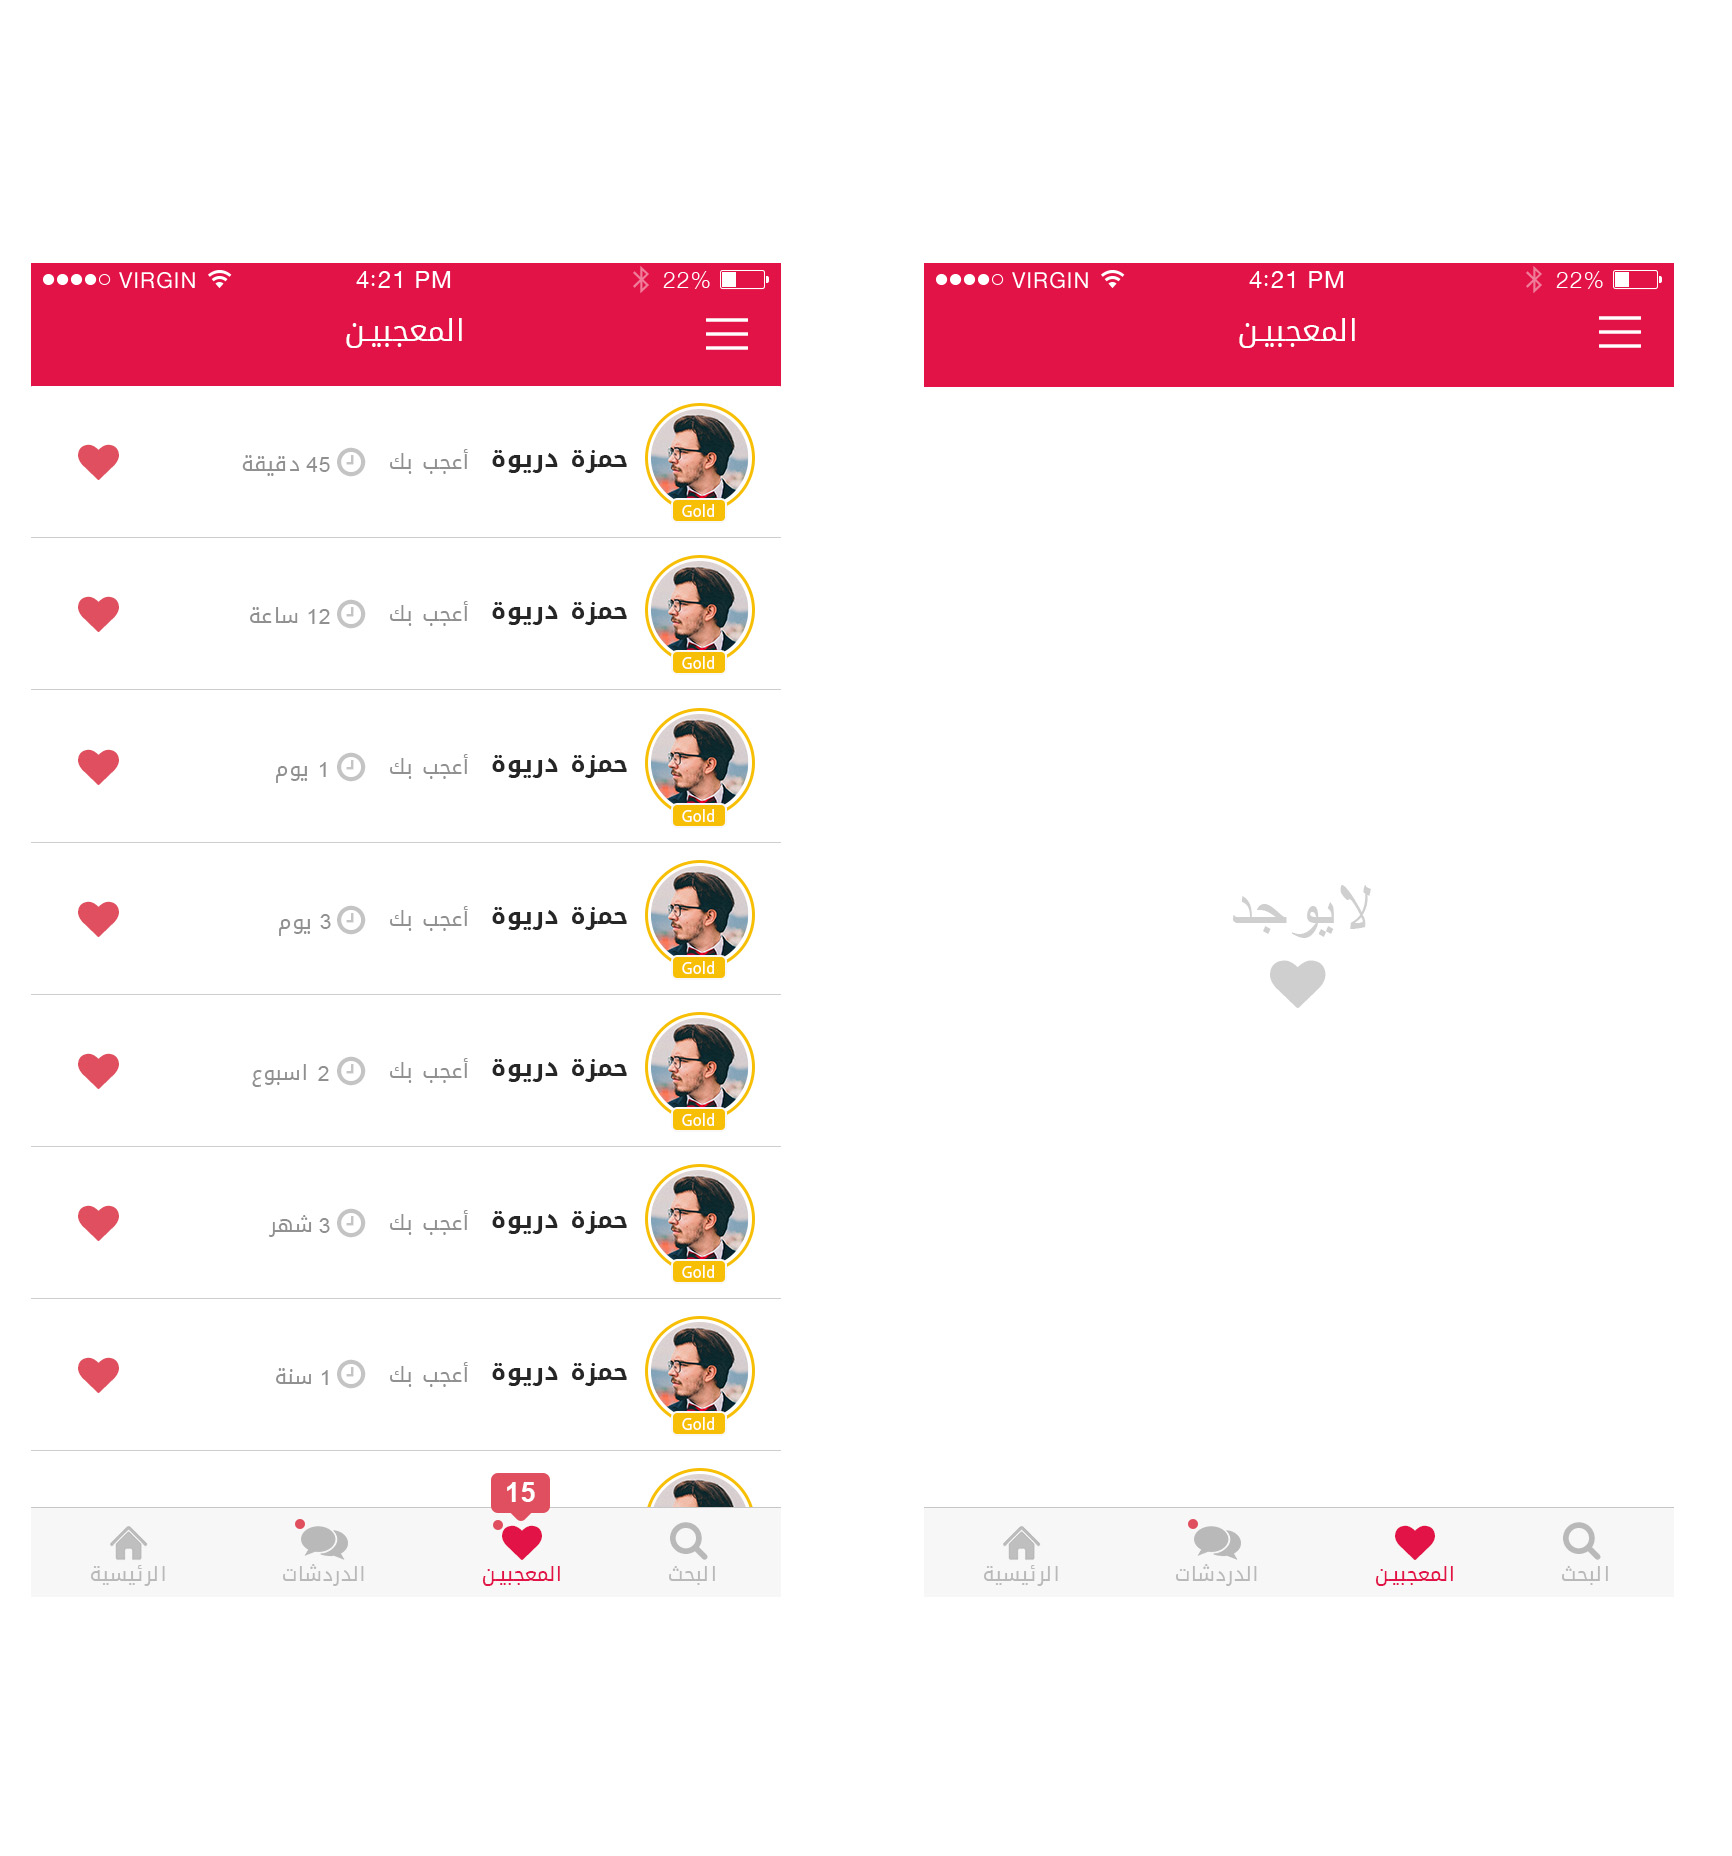 VIRGIN 4:21 PM 22%
المعجبين
حمزة دريوة أعجب بك 45 دقيقة
Gold
حمزة دريوة أعجب بك 12 ساعة
Gold
حمزة دريوة أعجب بك 1 يوم
Gold
حمزة دريوة أعجب بك 3 يوم
Gold
حمزة دريوة أعجب بك 2 اسبوع
Gold
حمزة دريوة أعجب بك 3 شهر
Gold
حمزة دريوة أعجب بك 1 سنة
Gold
15
البحث المعجبين الدردشات الرئيسية
VIRGIN 4:21 PM 22%
المعجبين
لايوجد
البحث المعجبين الدردشات الرئيسية